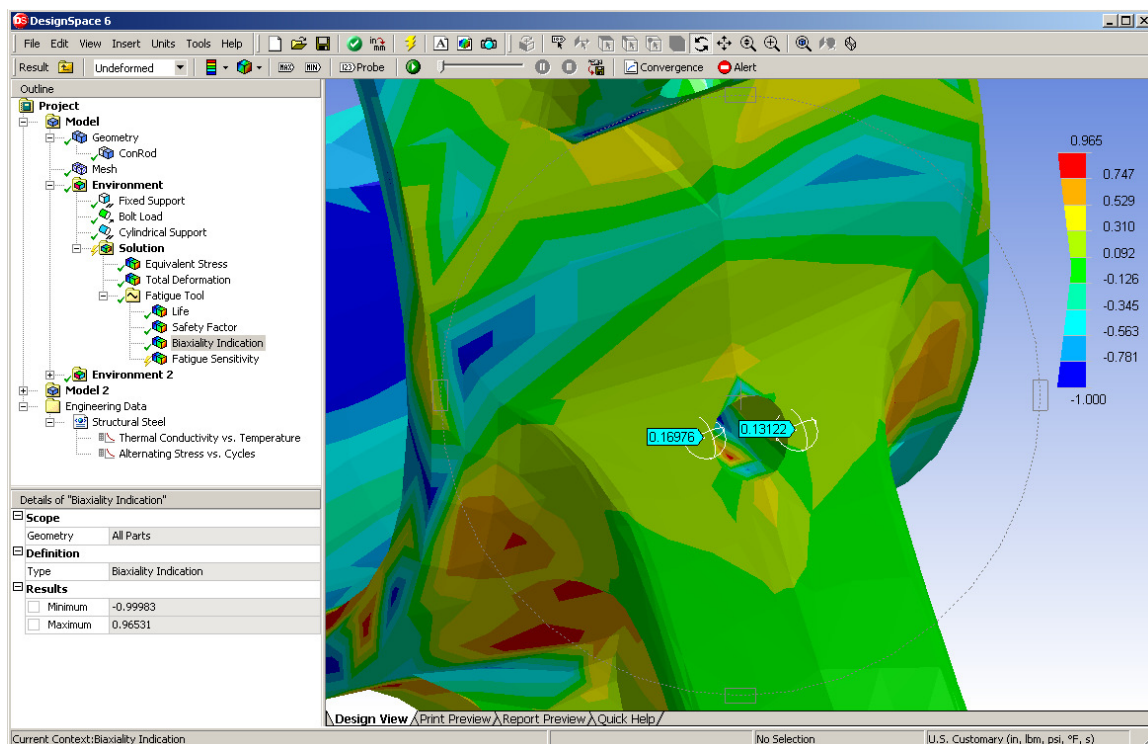 DS DesignSpace 6
File Edit View Insert Units Tools Help
Result Undeformed MAX MIN Probe Convergence Alert
Outline
Project
Model
Geometry
ConRod
Mesh
Environment
Fixed Support
Bolt Load
Cylindrical Support
Solution
Equivalent Stress
Total Deformation
Fatigue Tool
Life
Safety Factor
Biaxiality Indication
Fatigue Sensitivity
Environment 2
Model 2
Engineering Data
Structural Steel
Thermal Conductivity vs. Temperature
Alternating Stress vs. Cycles
Details of "Biaxiality Indication"
Scope
Geometry All Parts
Definition
Type Biaxiality Indication
Results
Minimum -0.99983
Maximum 0.96531
0.16976
0.13122
0.965
0.747
0.529
0.310
0.092
-0.126
-0.345
-0.563
-0.781
-1.000
Design View Print Preview Report Preview Quick Help
Current Context:Biaxiality Indication No Selection U.S. Customary (in, lbm, psi, °F, s)